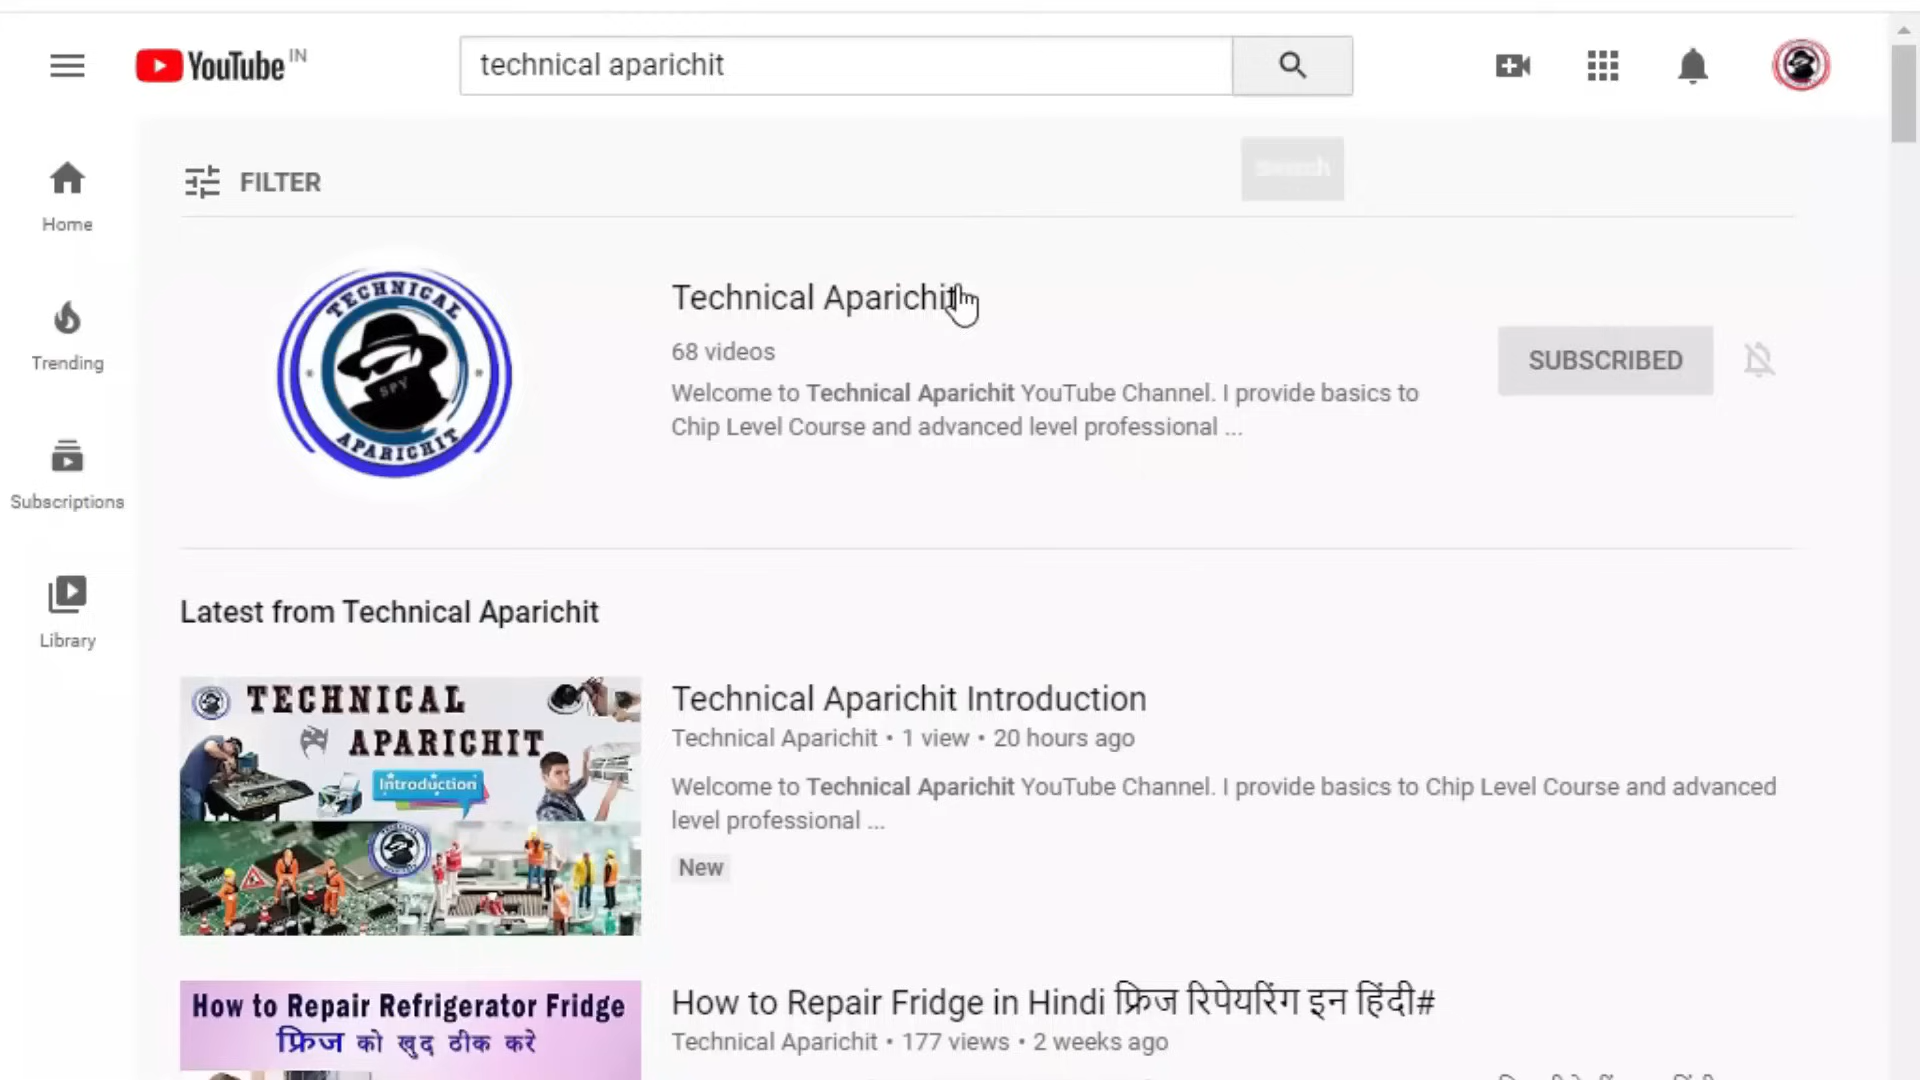 YouTube IN
technical aparichit
Search
FILTER
Home
Trending
Subscriptions
Library
TECHNICAL
SPY
APARICHIT
Technical Aparichit
68 videos
Welcome to Technical Aparichit YouTube Channel. I provide basics to
Chip Level Course and advanced level professional ...
SUBSCRIBED
Latest from Technical Aparichit
TECHNICAL
APARICHIT
Introduction
Technical Aparichit Introduction
Technical Aparichit • 1 view • 20 hours ago
Welcome to Technical Aparichit YouTube Channel. I provide basics to Chip Level Course and advanced
level professional ...
New
How to Repair Refrigerator Fridge
फ्रिज को खुद ठीक करे
How to Repair Fridge in Hindi फ्रिज रिपेयरिंग इन हिंदी#
Technical Aparichit • 177 views • 2 weeks ago